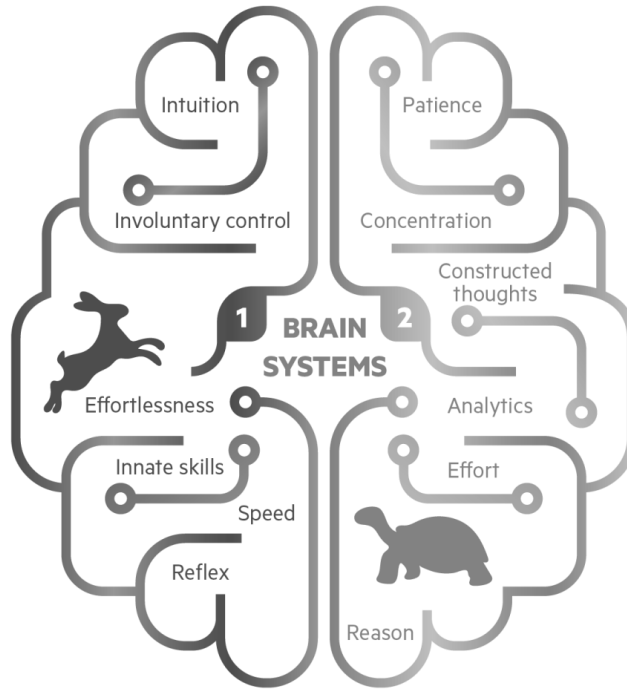 Intuition
Patience
Involuntary control
Concentration
Constructed
thoughts
1
BRAIN
2
SYSTEMS
Effortlessness
Analytics
Innate skills
Effort
Speed
Reflex
Reason